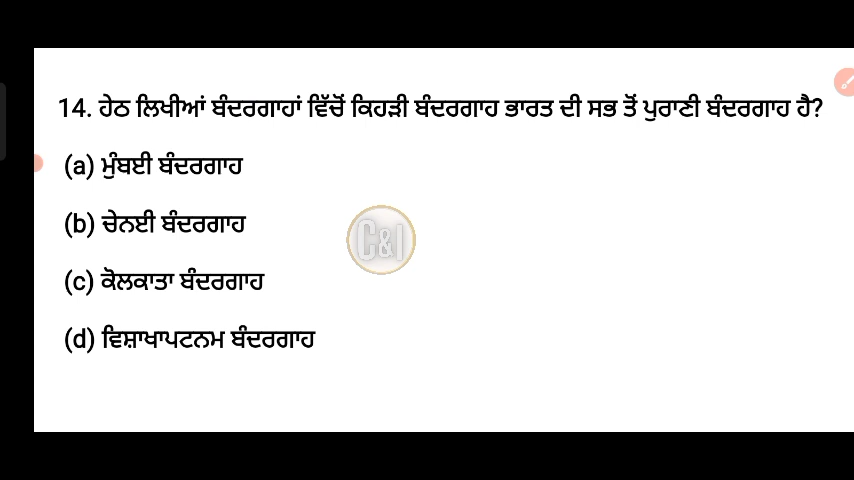 14. ਹੇਠ ਲਿਖੀਆਂ ਬੰਦਰਗਾਹਾਂ ਵਿੱਚੋਂ ਕਿਹੜੀ ਬੰਦਰਗਾਹ ਭਾਰਤ ਦੀ ਸਭ ਤੋਂ ਪੁਰਾਣੀ ਬੰਦਰਗਾਹ ਹੈ?
(a) ਮੁੰਬਈ ਬੰਦਰਗਾਹ
(b) ਚੇਨਈ ਬੰਦਰਗਾਹ
C&I
(c) ਕੋਲਕਾਤਾ ਬੰਦਰਗਾਹ
(d) ਵਿਸ਼ਾਖਾਪਟਨਮ ਬੰਦਰਗਾਹ